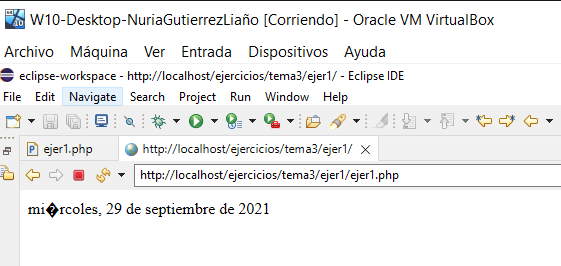 W10-Desktop-NuriaGutierrezLiaño [Corriendo] - Oracle VM VirtualBox
Archivo Máquina Ver Entrada Dispositivos Ayuda
eclipse-workspace - http://localhost/ejercicios/tema3/ejer1/ - Eclipse IDE
File Edit Navigate Search Project Run Window Help
ejer1.php http://localhost/ejercicios/tema3/ejer1/
http://localhost/ejercicios/tema3/ejer1/ejer1.php
mi�rcoles, 29 de septiembre de 2021